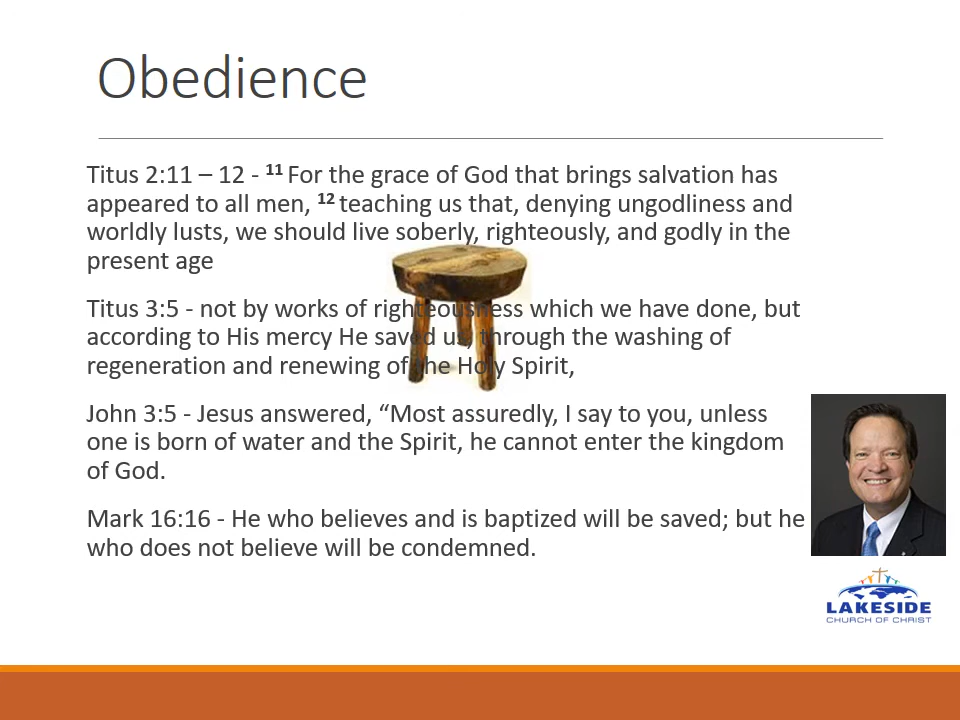 Obedience
Titus 2:11 – 12 - 11 For the grace of God that brings salvation has
appeared to all men, 12 teaching us that, denying ungodliness and
worldly lusts, we should live soberly, righteously, and godly in the
present age
Titus 3:5 - not by works of righteousness which we have done, but
according to His mercy He saved us, through the washing of
regeneration and renewing of the Holy Spirit,
John 3:5 - Jesus answered, “Most assuredly, I say to you, unless
one is born of water and the Spirit, he cannot enter the kingdom
of God.
Mark 16:16 - He who believes and is baptized will be saved; but he
who does not believe will be condemned.
LAKESIDE
CHURCH OF CHRIST